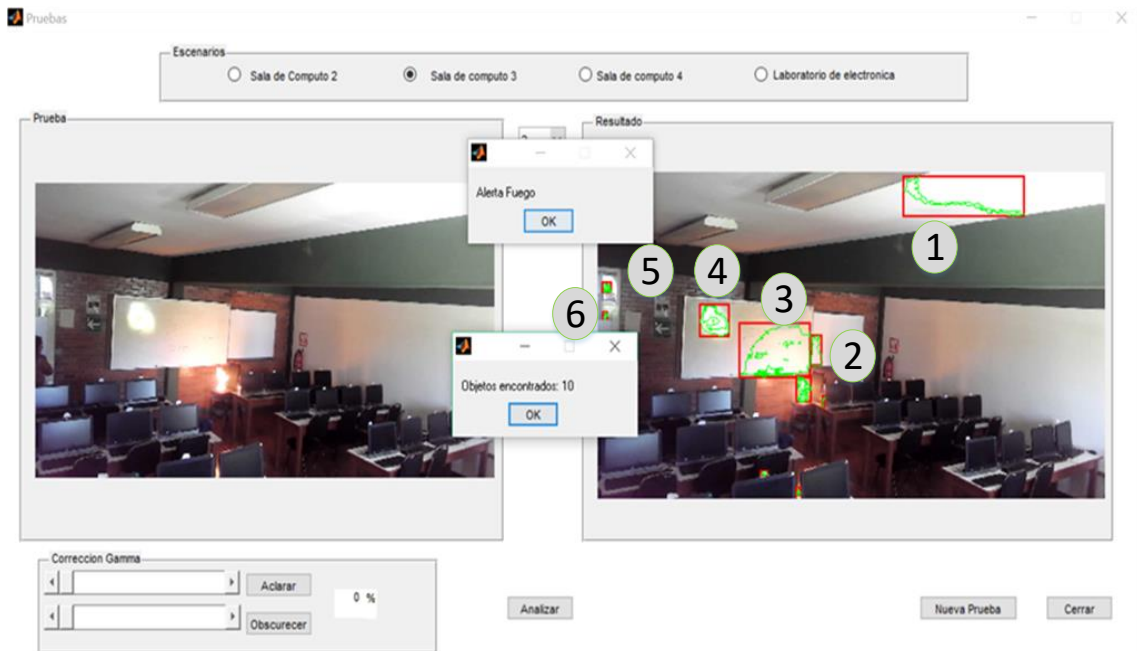 Pruebas
Escenarios
Sala de Computo 2
Sala de computo 3
Sala de computo 4
Laboratorio de electronica
Prueba
Resultado
Alerta Fuego
OK
1
5
4
3
6
2
Objetos encontrados: 10
OK
Correccion Gamma
Aclarar
0 %
Obscurecer
Analizar
Nueva Prueba
Cerrar